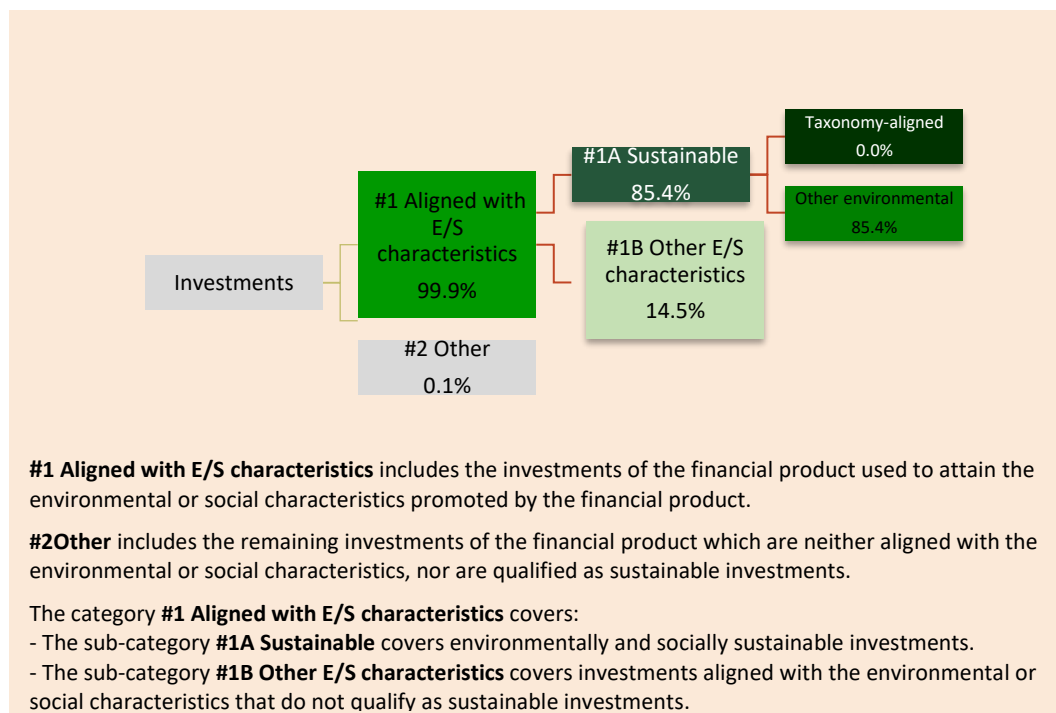 Taxonomy-aligned
0.0%
#1A Sustainable
85.4%
Other environmental
85.4%
#1 Aligned with
E/S
characteristics
99.9%
#1B Other E/S
characteristics
14.5%
Investments
#2 Other
0.1%
#1 Aligned with E/S characteristics includes the investments of the financial product used to attain the
environmental or social characteristics promoted by the financial product.
#2Other includes the remaining investments of the financial product which are neither aligned with the
environmental or social characteristics, nor are qualified as sustainable investments.
The category #1 Aligned with E/S characteristics covers:
- The sub-category #1A Sustainable covers environmentally and socially sustainable investments.
- The sub-category #1B Other E/S characteristics covers investments aligned with the environmental or
social characteristics that do not qualify as sustainable investments.